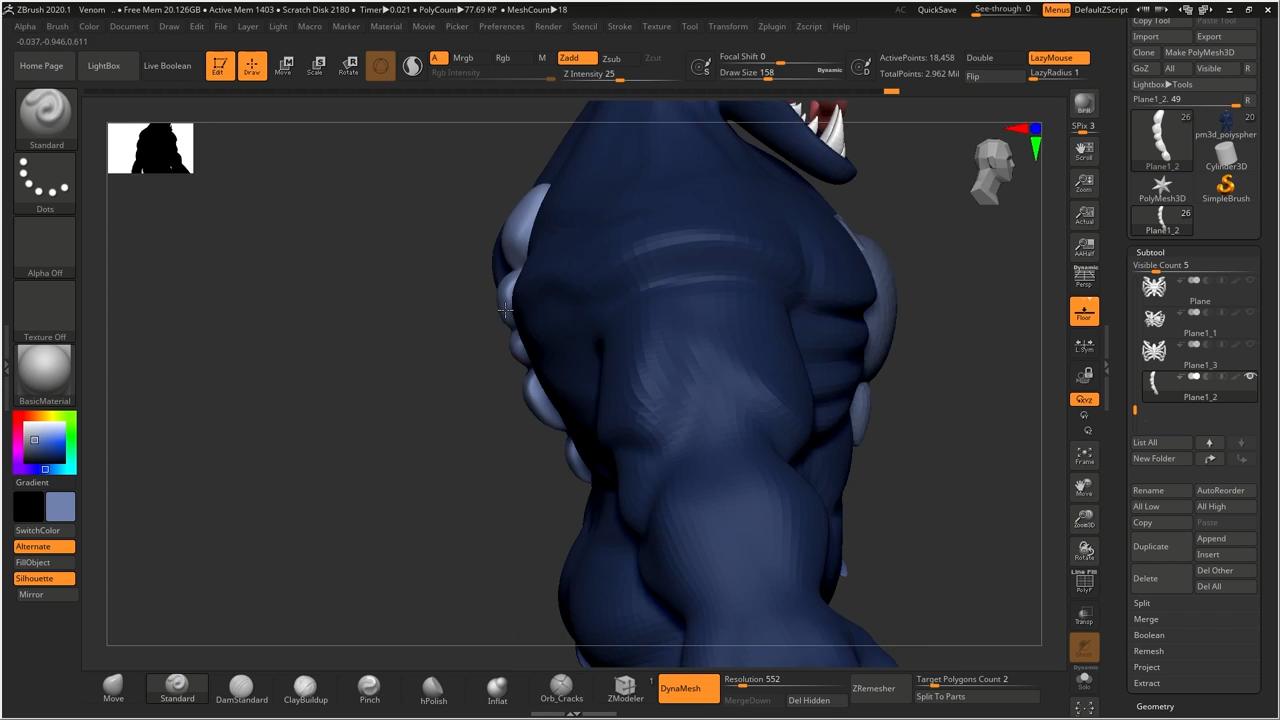 ZBrush 2020.1 Venom .. • Free Mem 20.126GB • Active Mem 1403 • Scratch Disk 2180 • Timer▶0.021 • PolyCount▶77.69 KP • MeshCount▶18 AC QuickSave See-through 0 Menus DefaultZScript
Alpha Brush Color Document Draw Edit File Layer Light Macro Marker Material Movie Picker Preferences Render Stencil Stroke Texture Tool Transform Zplugin Zscript Help
-0.037,-0.946,0.611
Home Page LightBox Live Boolean Edit Draw Move Scale Rotate
A Mrgb Rgb M Zadd Zsub Zcut
Rgb Intensity Z Intensity 25
Focal Shift 0
Draw Size 158 Dynamic
S
D
ActivePoints: 18,458 Double LazyMouse
TotalPoints: 2.962 Mil Flip LazyRadius 1
Standard
Dots
Alpha Off
Texture Off
BasicMaterial
Gradient
SwitchColor
Alternate
FillObject
Silhouette
Mirror
BPR
SPix 3
Scroll
Zoom
Actual
AAHalf
Dynamic
Persp
Floor
L.Sym
xyz
Frame
Move
Zoom3D
Rotate
Line Fill
PolyF
Transp
Dynamic
Solo
Copy Tool Paste Tool
Import Export
Clone Make PolyMesh3D
GoZ All Visible R
Lightbox▶Tools
Plane1_2. 49 R
26 20
pm3d_polyspher
Plane1_2 Cylinder3D
PolyMesh3D SimpleBrush
26
Plane1_2
Subtool
Visible Count 5
Plane
Plane1_1
Plane1_3
Plane1_2
List All
New Folder
Rename AutoReorder
All Low All High
Copy Paste
Duplicate Append
Insert
Delete Del Other
Del All
Split
Merge
Boolean
Remesh
Project
Extract
Geometry
Move Standard DamStandard ClayBuildup Pinch hPolish Inflat Orb_Cracks ZModeler 1
DynaMesh Resolution 552
MergeDown Del Hidden
ZRemesher Target Polygons Count 2
Split To Parts